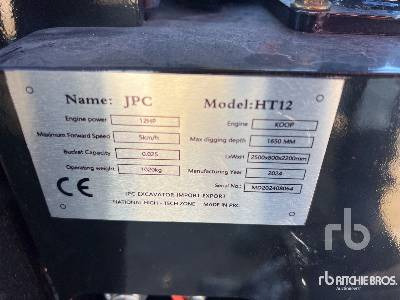 Name: JPC Model:HT12
Engine power 12HP Engine KOOP
Maximum Forward Speed 5km/h Max digging depth 1650 MM
Bucket Capacity 0.025 LxWxH 2500x800x2200mm
Operating weight 1020kg Manufacturing Year 2024
CE Serial No.: MD202408064
JPC EXCAVATOR IMPORT EXPORT
NATIONAL HIGH - TECH ZONE MADE IN PRC
rb
rb RITCHIE BROS.